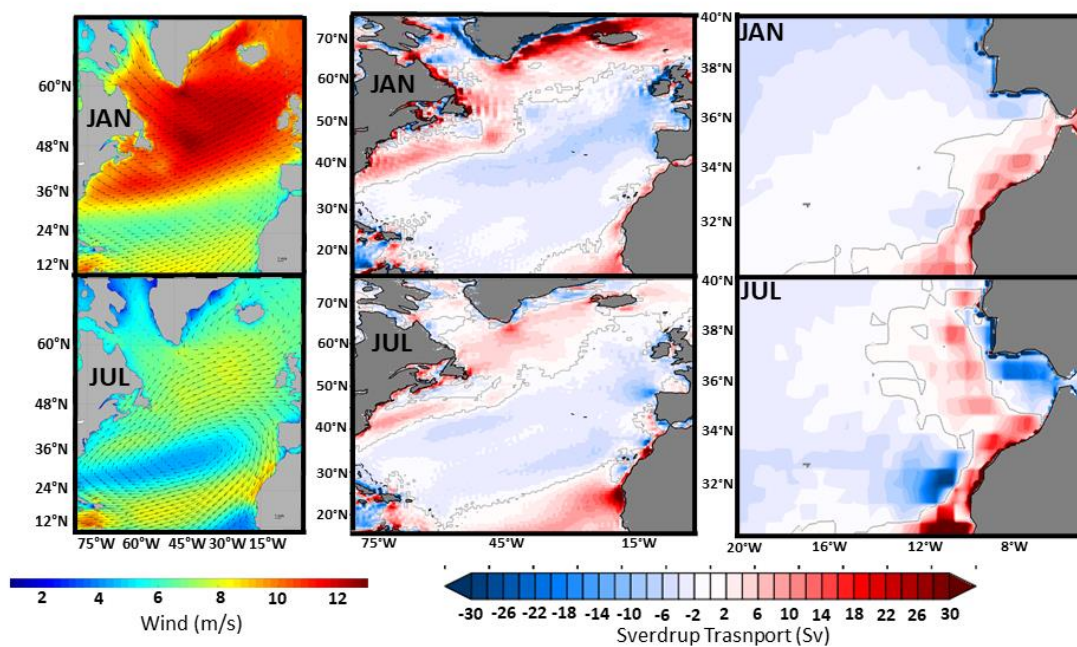 JAN
60°N
48°N
36°N
24°N
12°N
JUL
60°N
48°N
36°N
24°N
12°N
75°W 60°W 45°W 30°W 15°W
2 4 6 8 10 12
Wind (m/s)
70°N
JAN
60°N
50°N
40°N
30°N
20°N
70°N
JUL
60°N
50°N
40°N
30°N
20°N
75°W 45°W 15°W
40°N
JAN
38°N
36°N
34°N
32°N
40°N
JUL
38°N
36°N
34°N
32°N
20°W 16°W 12°W 8°W
-30 -26 -22 -18 -14 -10 -6 -2 2 6 10 14 18 22 26 30
Sverdrup Trasnport (Sv)